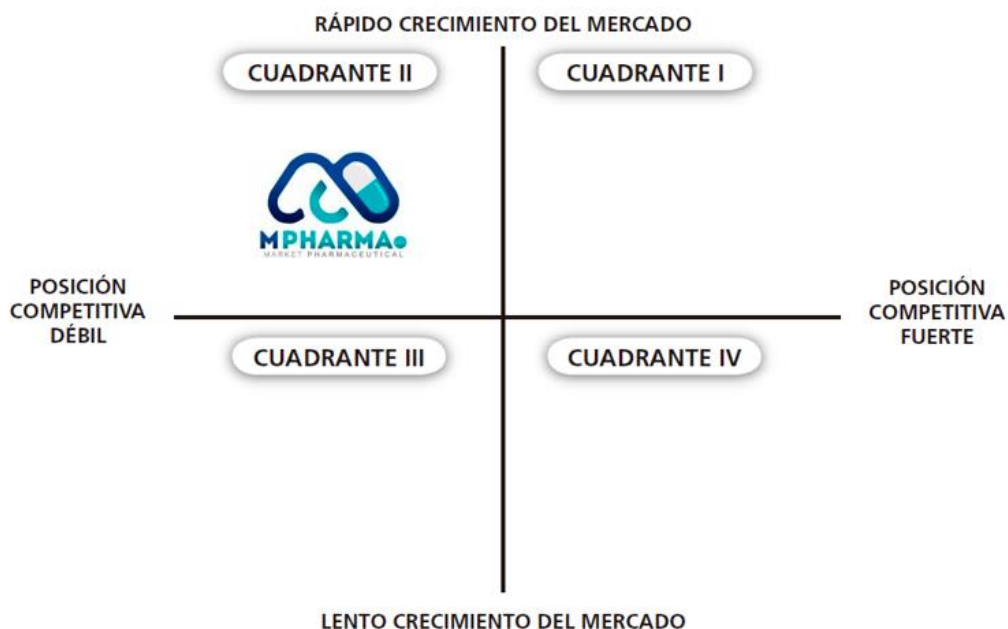 RÁPIDO CRECIMIENTO DEL MERCADO
CUADRANTE II
CUADRANTE I
MPHARMA
MARKET PHARMACEUTICAL
POSICIÓN
COMPETITIVA
DÉBIL
POSICIÓN
COMPETITIVA
FUERTE
CUADRANTE III
CUADRANTE IV
LENTO CRECIMIENTO DEL MERCADO